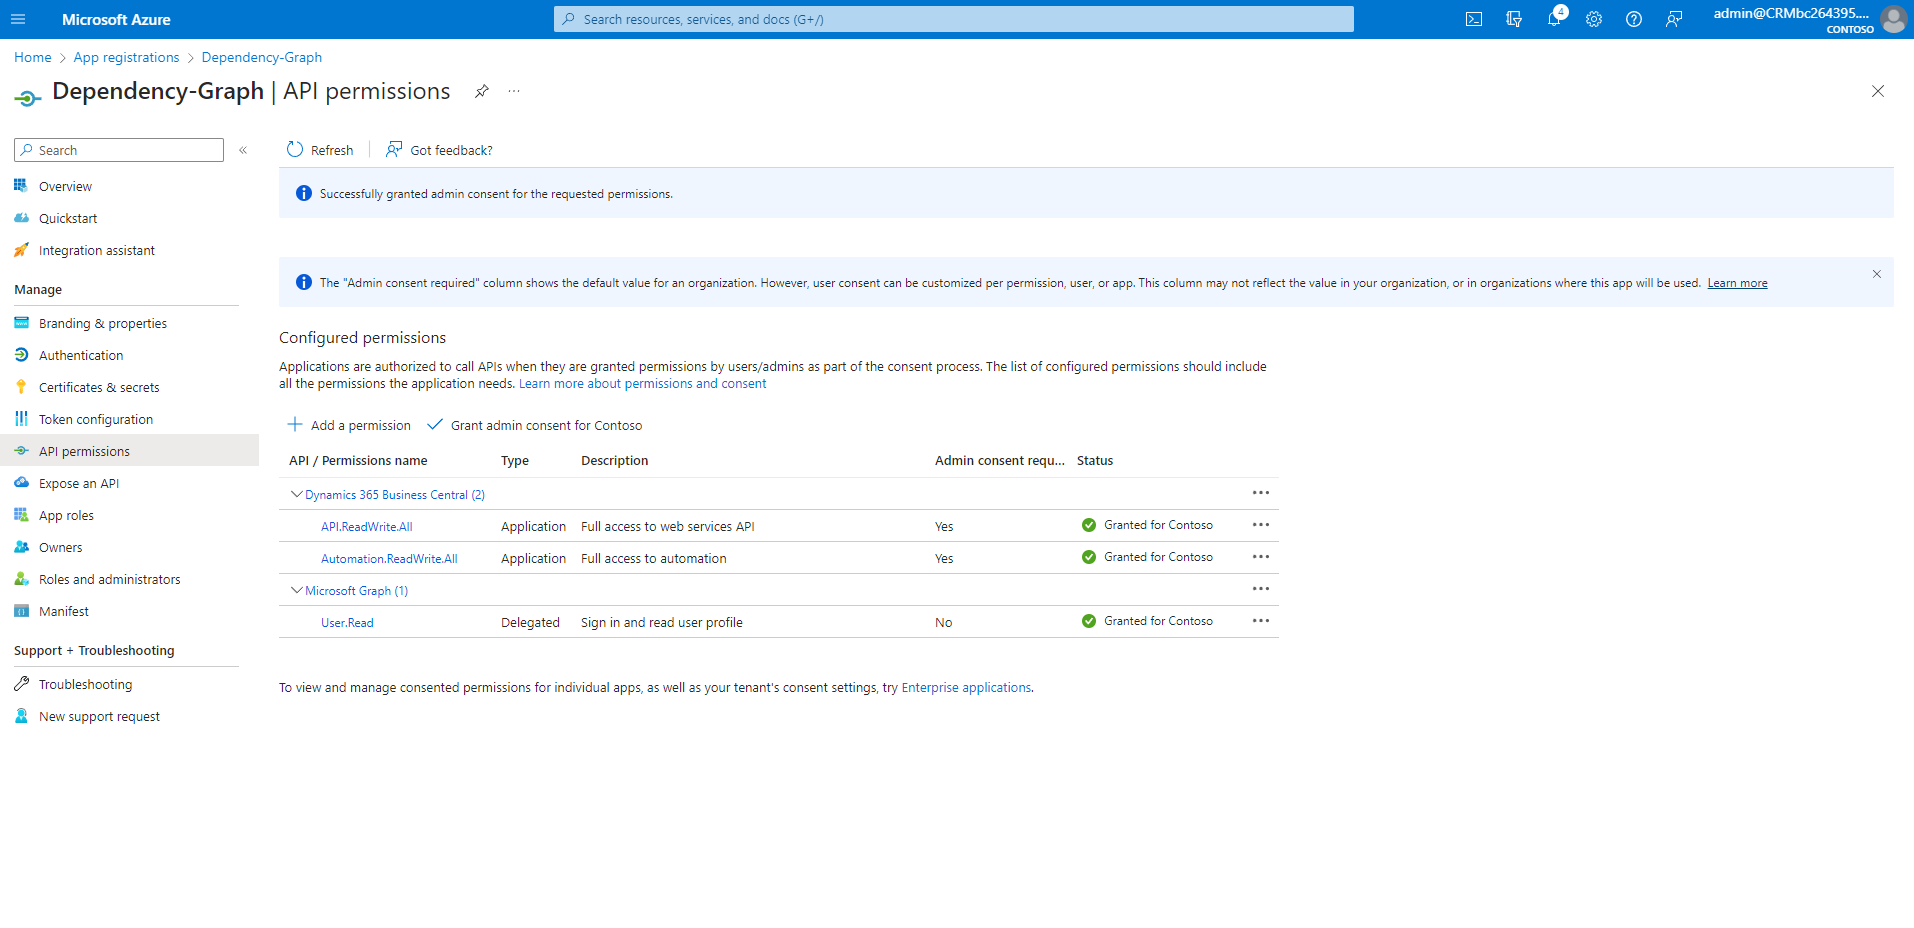 Microsoft Azure
Search resources, services, and docs (G+/)
4
admin@CRMbc264395....
CONTOSO
Home > App registrations > Dependency-Graph
Dependency-Graph | API permissions
Search
Refresh
Got feedback?
Overview
Quickstart
Integration assistant
Manage
Branding & properties
Authentication
Certificates & secrets
Token configuration
API permissions
Expose an API
App roles
Owners
Roles and administrators
Manifest
Support + Troubleshooting
Troubleshooting
New support request
Successfully granted admin consent for the requested permissions.
The "Admin consent required" column shows the default value for an organization. However, user consent can be customized per permission, user, or app. This column may not reflect the value in your organization, or in organizations where this app will be used. Learn more
Configured permissions
Applications are authorized to call APIs when they are granted permissions by users/admins as part of the consent process. The list of configured permissions should include
all the permissions the application needs. Learn more about permissions and consent
Add a permission
Grant admin consent for Contoso
API / Permissions name Type Description Admin consent requ... Status
Dynamics 365 Business Central (2)
API.ReadWrite.All Application Full access to web services API Yes Granted for Contoso
Automation.ReadWrite.All Application Full access to automation Yes Granted for Contoso
Microsoft Graph (1)
User.Read Delegated Sign in and read user profile No Granted for Contoso
To view and manage consented permissions for individual apps, as well as your tenant's consent settings, try Enterprise applications.